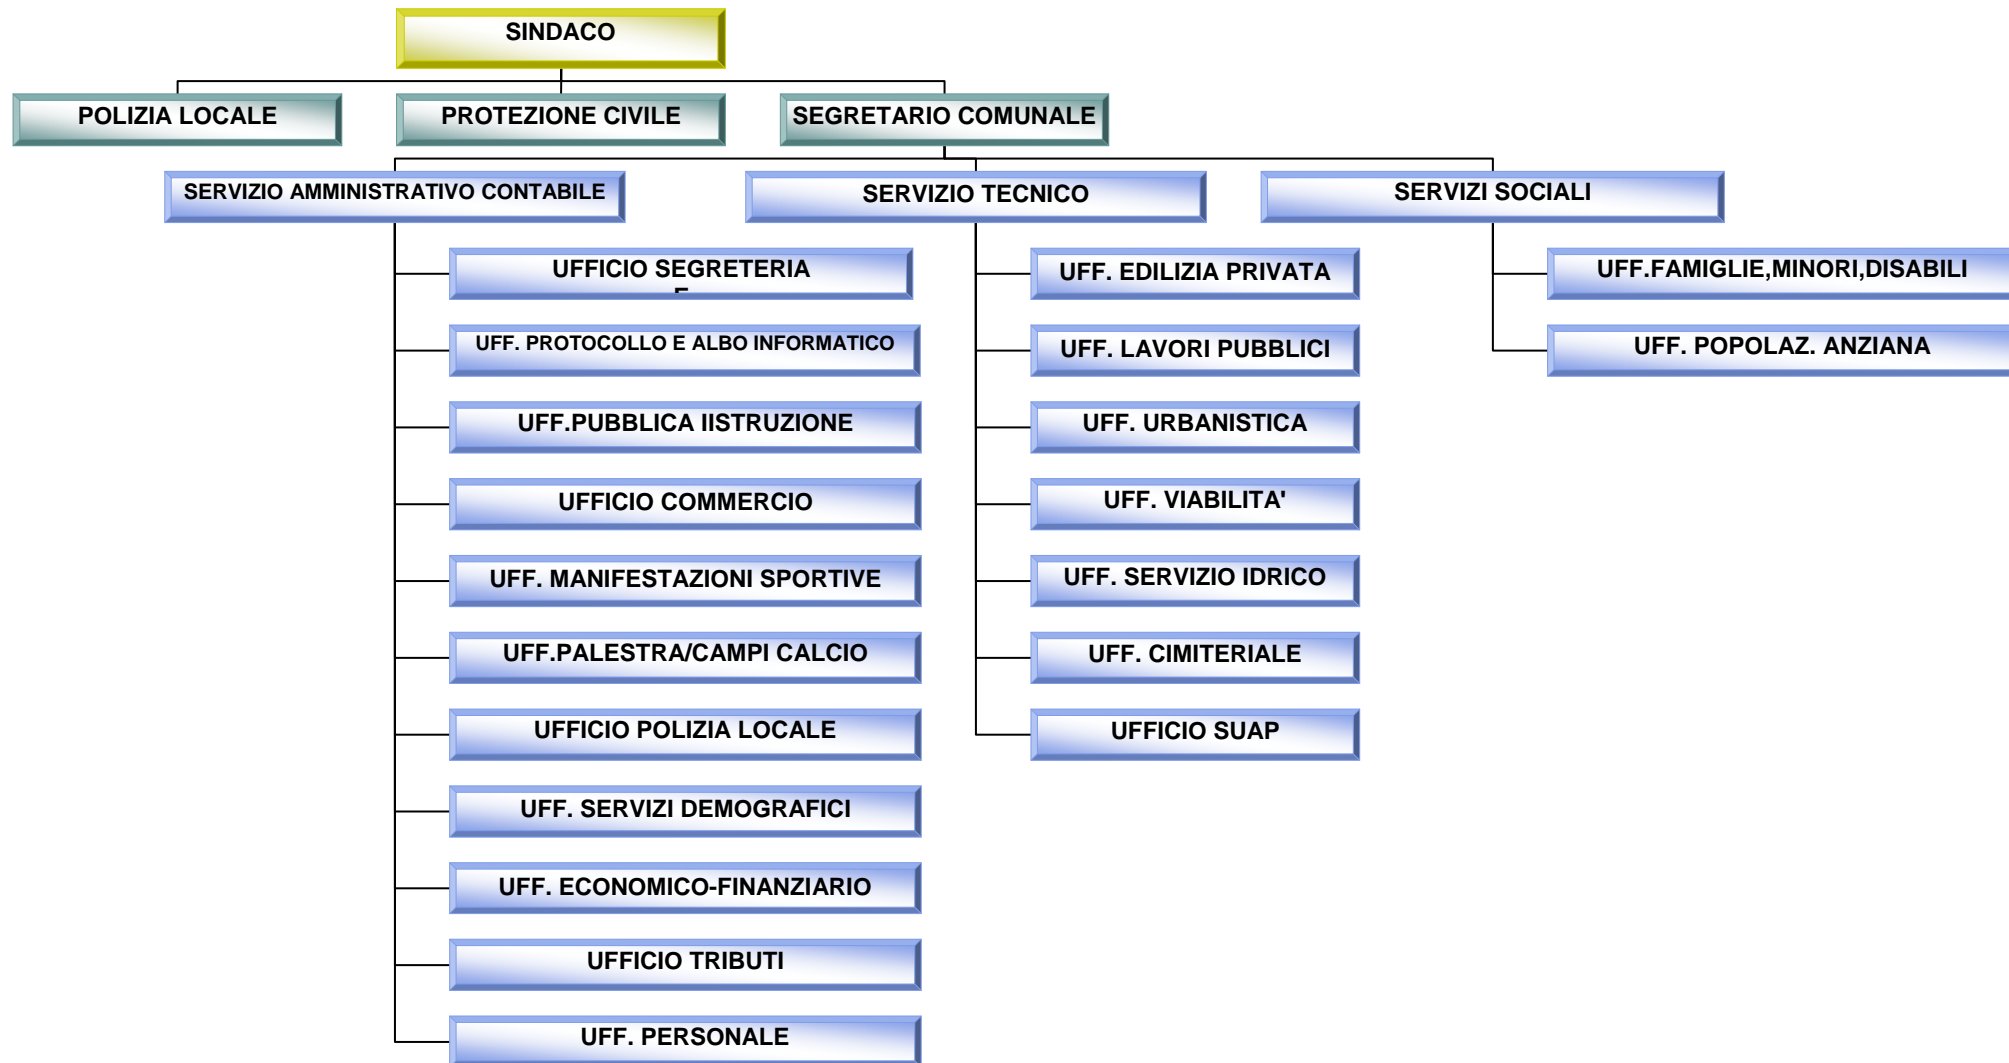 SINDACO
POLIZIA LOCALE
PROTEZIONE CIVILE
SEGRETARIO COMUNALE
SERVIZIO AMMINISTRATIVO CONTABILE
SERVIZIO TECNICO
SERVIZI SOCIALI
UFFICIO SEGRETERIA
UFF. PROTOCOLLO E ALBO INFORMATICO
UFF.PUBBLICA IISTRUZIONE
UFFICIO COMMERCIO
UFF. MANIFESTAZIONI SPORTIVE
UFF.PALESTRA/CAMPI CALCIO
UFFICIO POLIZIA LOCALE
UFF. SERVIZI DEMOGRAFICI
UFF. ECONOMICO-FINANZIARIO
UFFICIO TRIBUTI
UFF. PERSONALE
UFF. EDILIZIA PRIVATA
UFF. LAVORI PUBBLICI
UFF. URBANISTICA
UFF. VIABILITA'
UFF. SERVIZIO IDRICO
UFF. CIMITERIALE
UFFICIO SUAP
UFF.FAMIGLIE,MINORI,DISABILI
UFF. POPOLAZ. ANZIANA